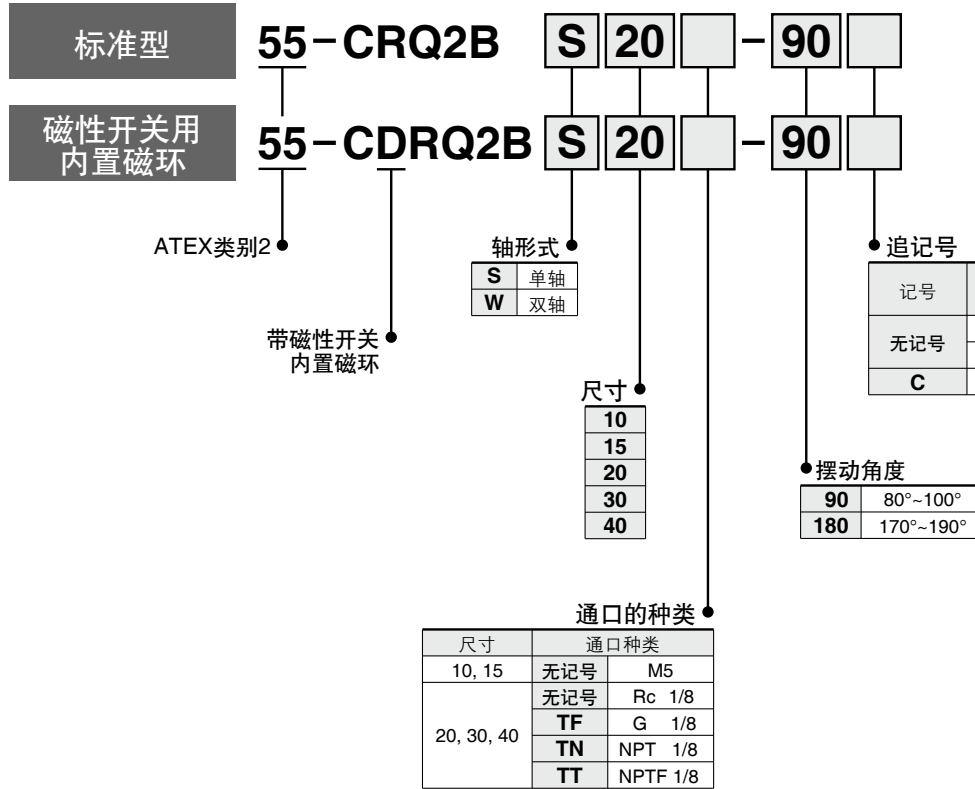 标准型 55-CRQ2B S 20 - 90
磁性开关用
内置磁环 55-CDRQ2B S 20 - 90
ATEX类别2
带磁性开关
内置磁环
轴形式
S 单轴
W 双轴
追记号
记号
无记号
C
尺寸
10
15
20
30
40
摆动角度
90 80°~100°
180 170°~190°
通口的种类
尺寸 通口种类
10, 15 无记号 M5
20, 30, 40 无记号 Rc 1/8
TF G 1/8
TN NPT 1/8
TT NPTF 1/8